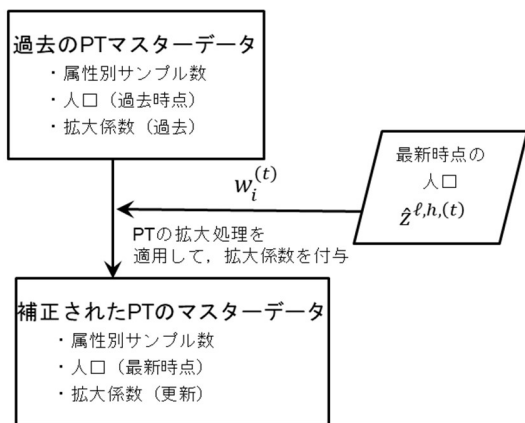 過去のPTマスターデータ
・属性別サンプル数
・人口（過去時点）
・拡大係数（過去）
最新時点の
人口
ẑ^{ℓ,h,(t)}
w_i^{(t)}
PTの拡大処理を
適用して，拡大係数を付与
補正されたPTのマスターデータ
・属性別サンプル数
・人口（最新時点）
・拡大係数（更新）